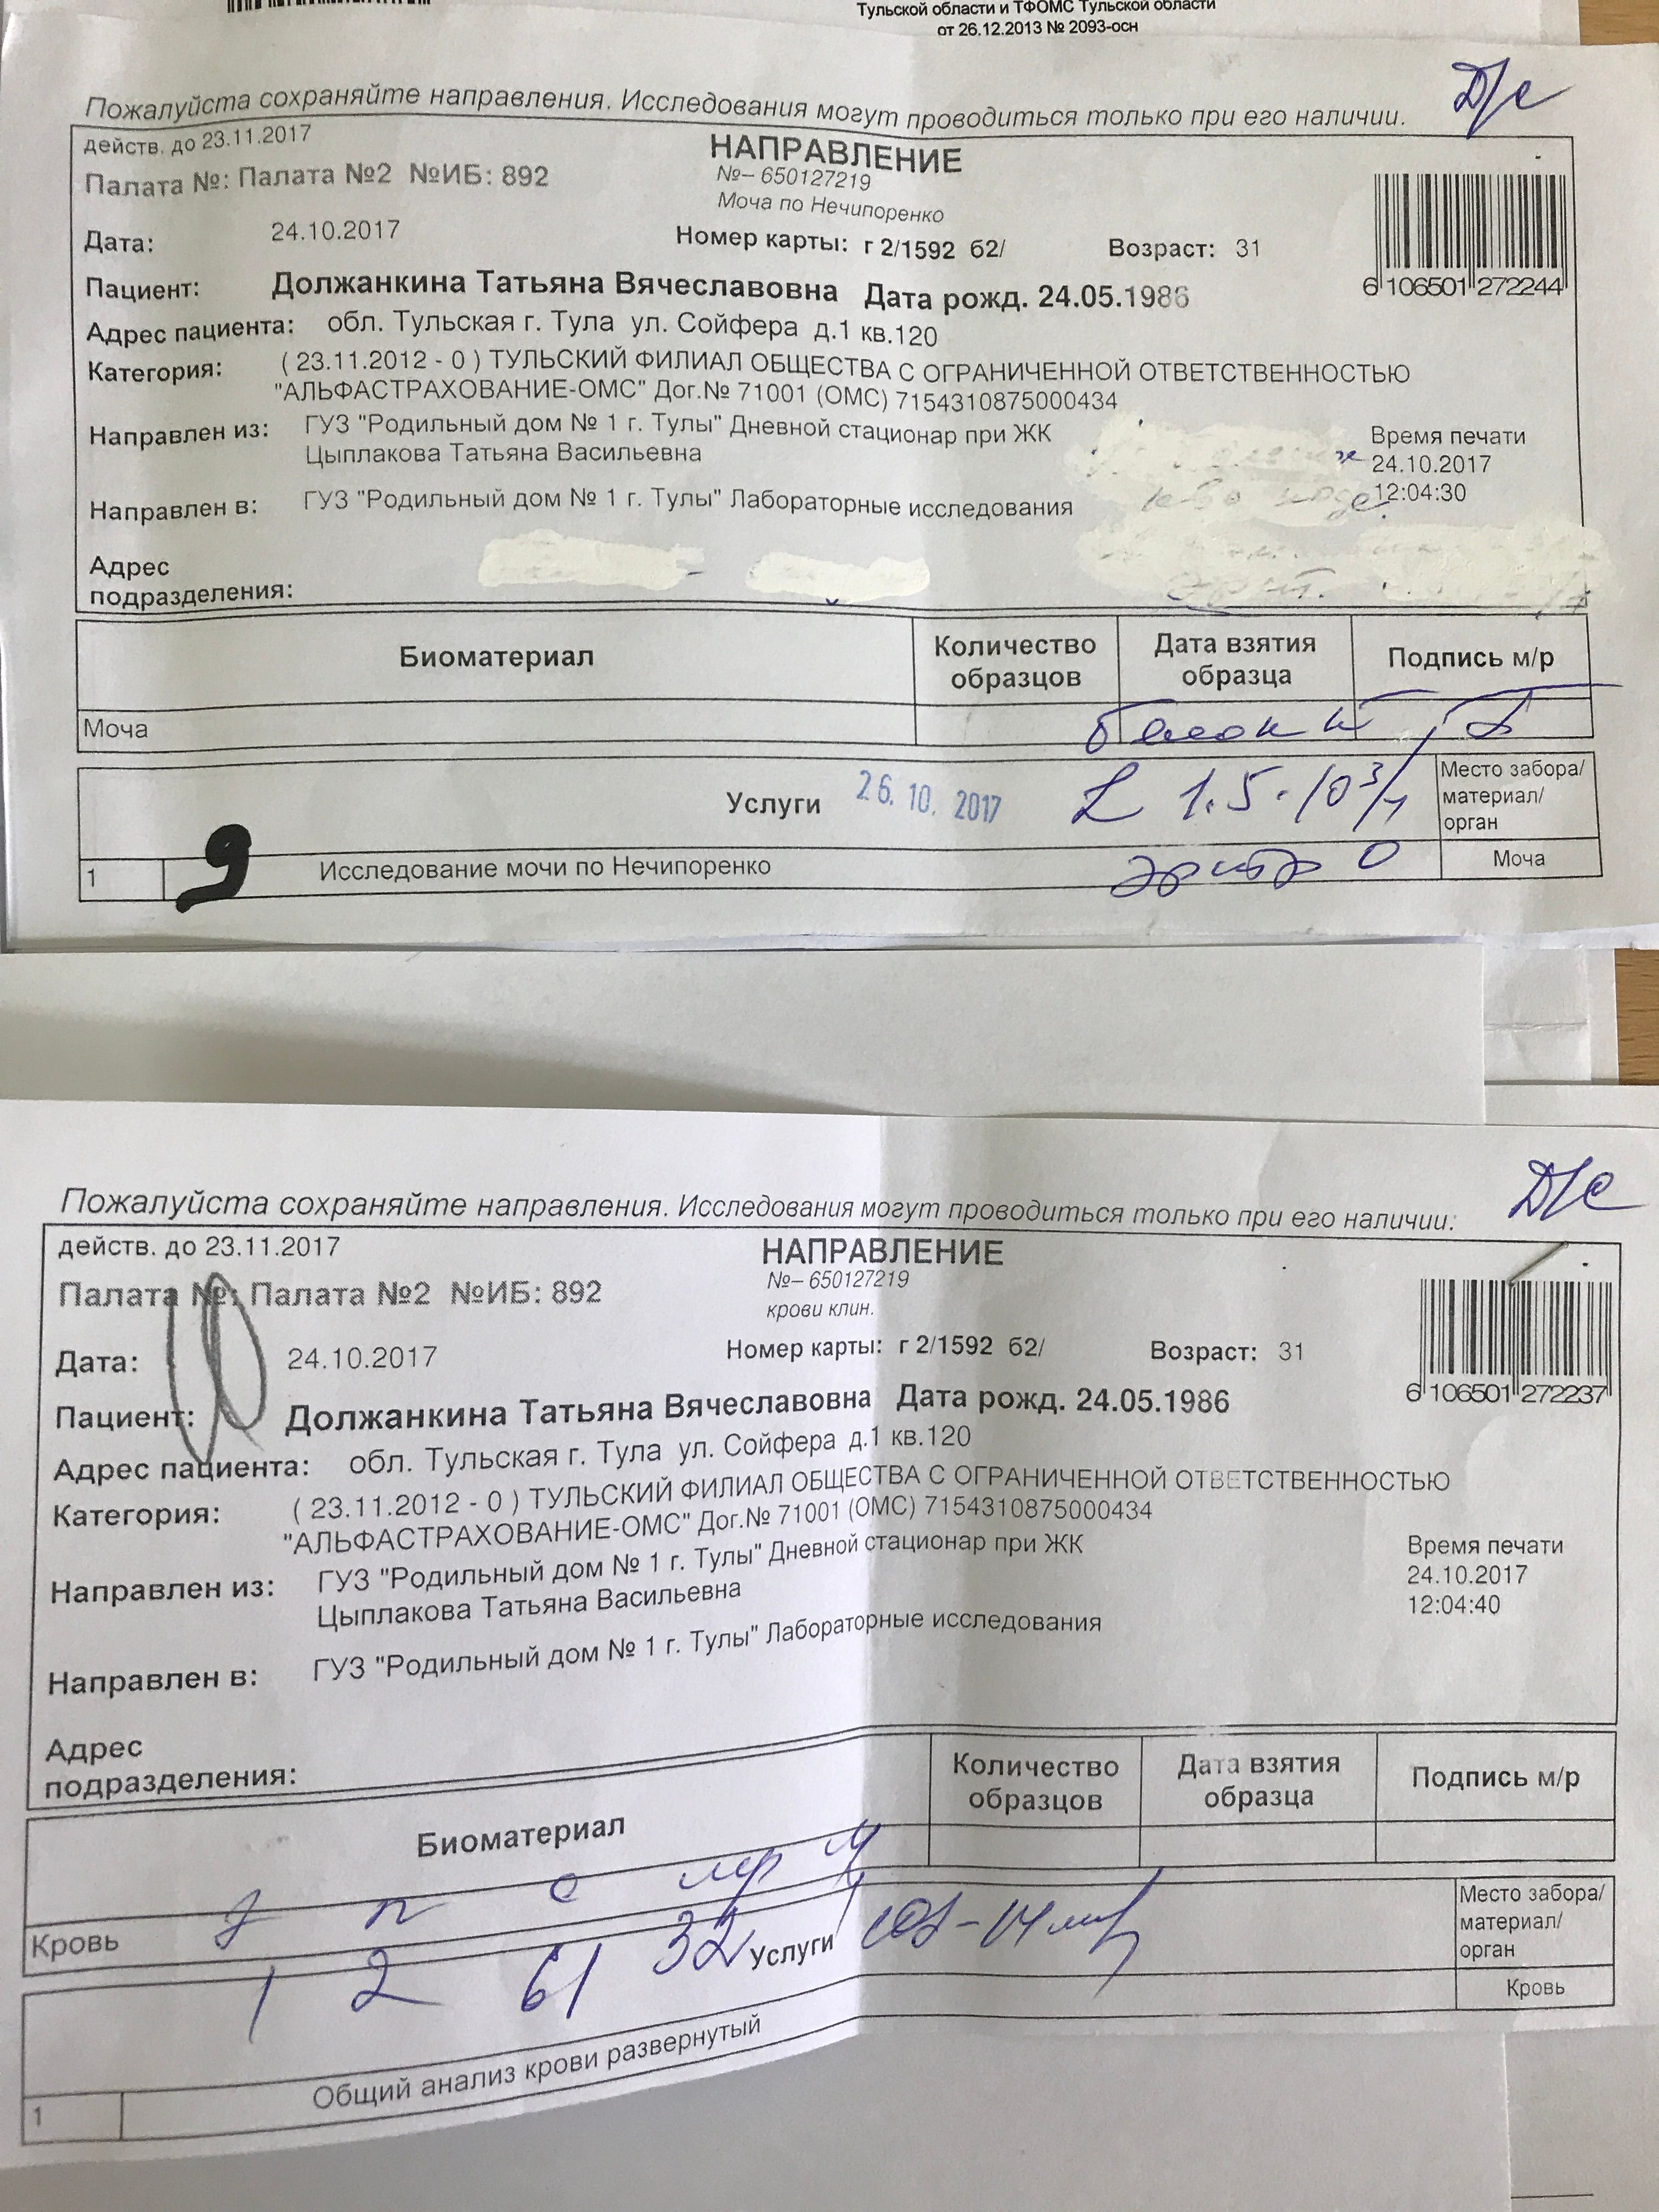 Тульской области и ТФОМС Тульской области
от 26.12.2013 № 2093-осн
Д/с
Пожалуйста сохраняйте направления. Исследования могут проводиться только при его наличии.
действ. до 23.11.2017
НАПРАВЛЕНИЕ
Палата №: Палата №2 №ИБ: 892
№– 650127219
Моча по Нечипоренко
Дата: 24.10.2017 Номер карты: г 2/1592 б2/ Возраст: 31
6 106501 272244
Пациент: Должанкина Татьяна Вячеславовна Дата рожд. 24.05.1986
Адрес пациента: обл. Тульская г. Тула ул. Сойфера д.1 кв.120
Категория: ( 23.11.2012 - 0 ) ТУЛЬСКИЙ ФИЛИАЛ ОБЩЕСТВА С ОГРАНИЧЕННОЙ ОТВЕТСТВЕННОСТЬЮ
"АЛЬФАСТРАХОВАНИЕ-ОМС" Дог.№ 71001 (ОМС) 7154310875000434
Направлен из: ГУЗ "Родильный дом № 1 г. Тулы" Дневной стационар при ЖК
Цыплакова Татьяна Васильевна
Время печати
24.10.2017
12:04:30
Направлен в: ГУЗ "Родильный дом № 1 г. Тулы" Лабораторные исследования
Адрес
подразделения:
Биоматериал Количество образцов Дата взятия образца Подпись м/р
Моча белок
Услуги 26.10.2017 L 1.5·10³/ Место забора/
материал/
орган
1 9 Исследование мочи по Нечипоренко эритр 0 Моча
Д/с
Пожалуйста сохраняйте направления. Исследования могут проводиться только при его наличии.
действ. до 23.11.2017
НАПРАВЛЕНИЕ
Палата №: Палата №2 №ИБ: 892
№– 650127219
крови клин.
Дата: 24.10.2017 Номер карты: г 2/1592 б2/ Возраст: 31
6 106501 272237
Пациент: Должанкина Татьяна Вячеславовна Дата рожд. 24.05.1986
Адрес пациента: обл. Тульская г. Тула ул. Сойфера д.1 кв.120
Категория: ( 23.11.2012 - 0 ) ТУЛЬСКИЙ ФИЛИАЛ ОБЩЕСТВА С ОГРАНИЧЕННОЙ ОТВЕТСТВЕННОСТЬЮ
"АЛЬФАСТРАХОВАНИЕ-ОМС" Дог.№ 71001 (ОМС) 7154310875000434
Направлен из: ГУЗ "Родильный дом № 1 г. Тулы" Дневной стационар при ЖК
Цыплакова Татьяна Васильевна
Время печати
24.10.2017
12:04:40
Направлен в: ГУЗ "Родильный дом № 1 г. Тулы" Лабораторные исследования
Адрес
подразделения:
Биоматериал Количество образцов Дата взятия образца Подпись м/р
Кровь э п с
1 2 61 32 Услуги Место забора/
материал/
орган
1 Общий анализ крови развернутый Кровь